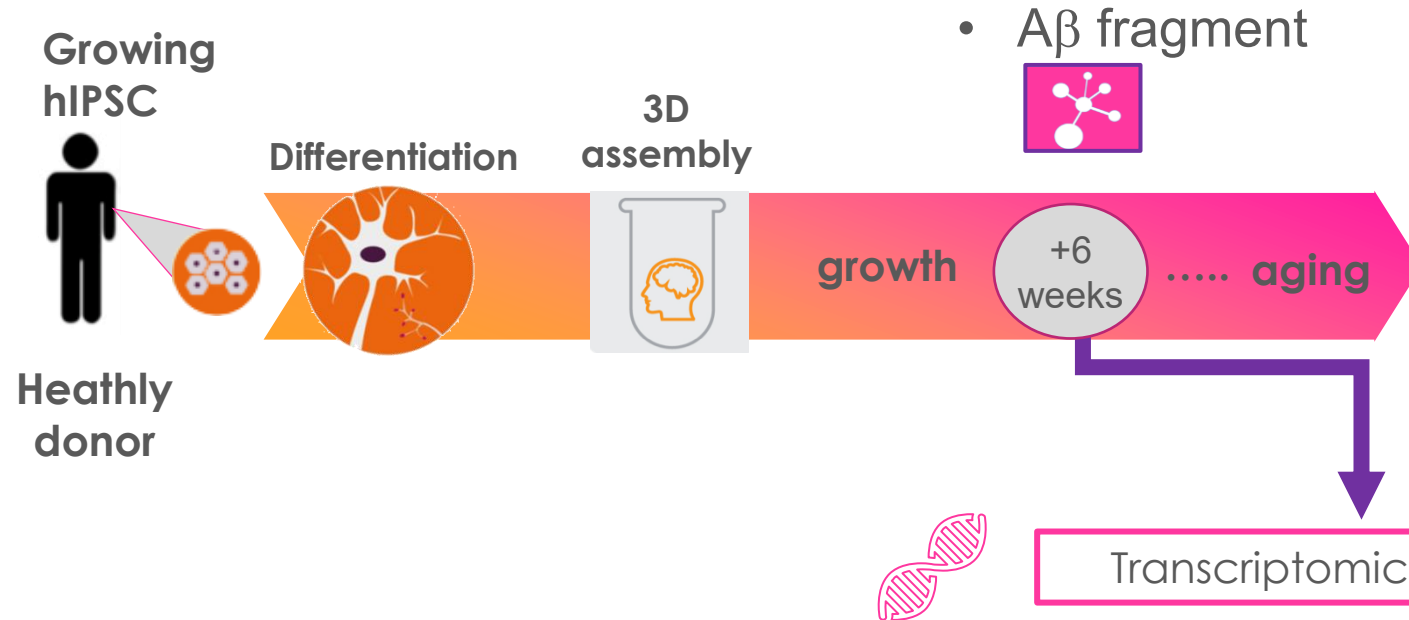 • Aβ fragment
Growing
hIPSC
3D
assembly
Differentiation
growth
+6
weeks
..... aging
Heathly
donor
Transcriptomic